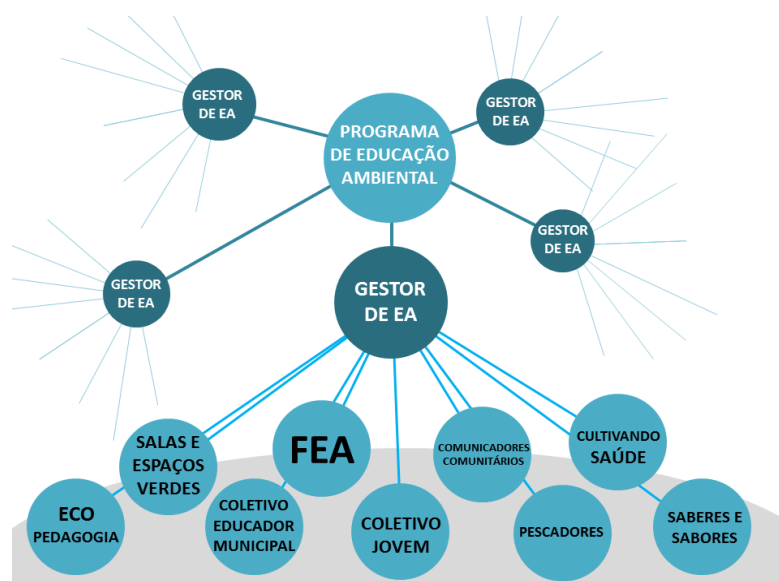 GESTOR
DE EA
PROGRAMA
DE EDUCAÇÃO
AMBIENTAL
GESTOR
DE EA
GESTOR
DE EA
GESTOR
DE EA
GESTOR
DE EA
SALAS E
ESPAÇOS
VERDES
FEA
COMUNICADORES
COMUNITÁRIOS
CULTIVANDO
SAÚDE
ECO
PEDAGOGIA
COLETIVO
EDUCADOR
MUNICIPAL
COLETIVO
JOVEM
PESCADORES
SABERES E
SABORES